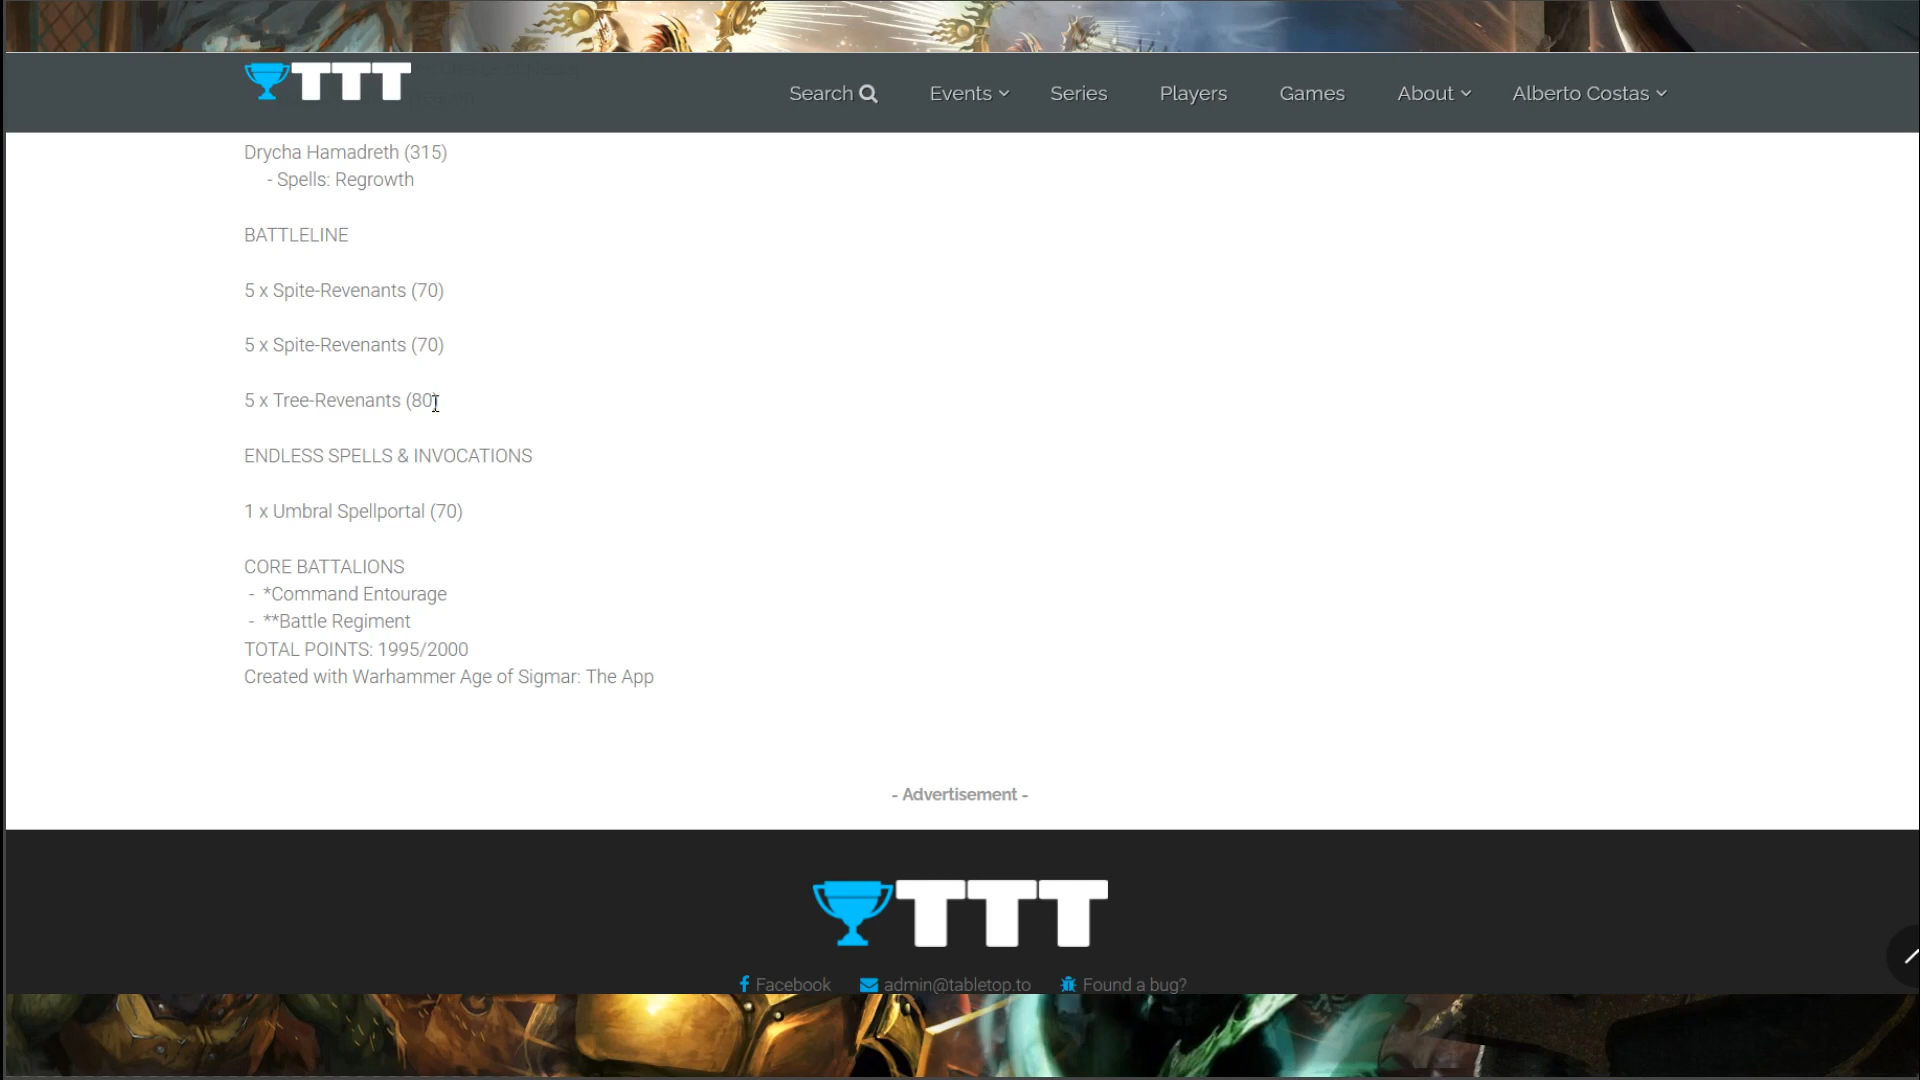 TTT
Search
Events
Series
Players
Games
About
Alberto Costas
Drycha Hamadreth (315)
- Spells: Regrowth
BATTLELINE
5 x Spite-Revenants (70)
5 x Spite-Revenants (70)
5 x Tree-Revenants (80)
ENDLESS SPELLS & INVOCATIONS
1 x Umbral Spellportal (70)
CORE BATTALIONS
- *Command Entourage
- **Battle Regiment
TOTAL POINTS: 1995/2000
Created with Warhammer Age of Sigmar: The App
- Advertisement -
TTT
Facebook
admin@tabletop.to
Found a bug?